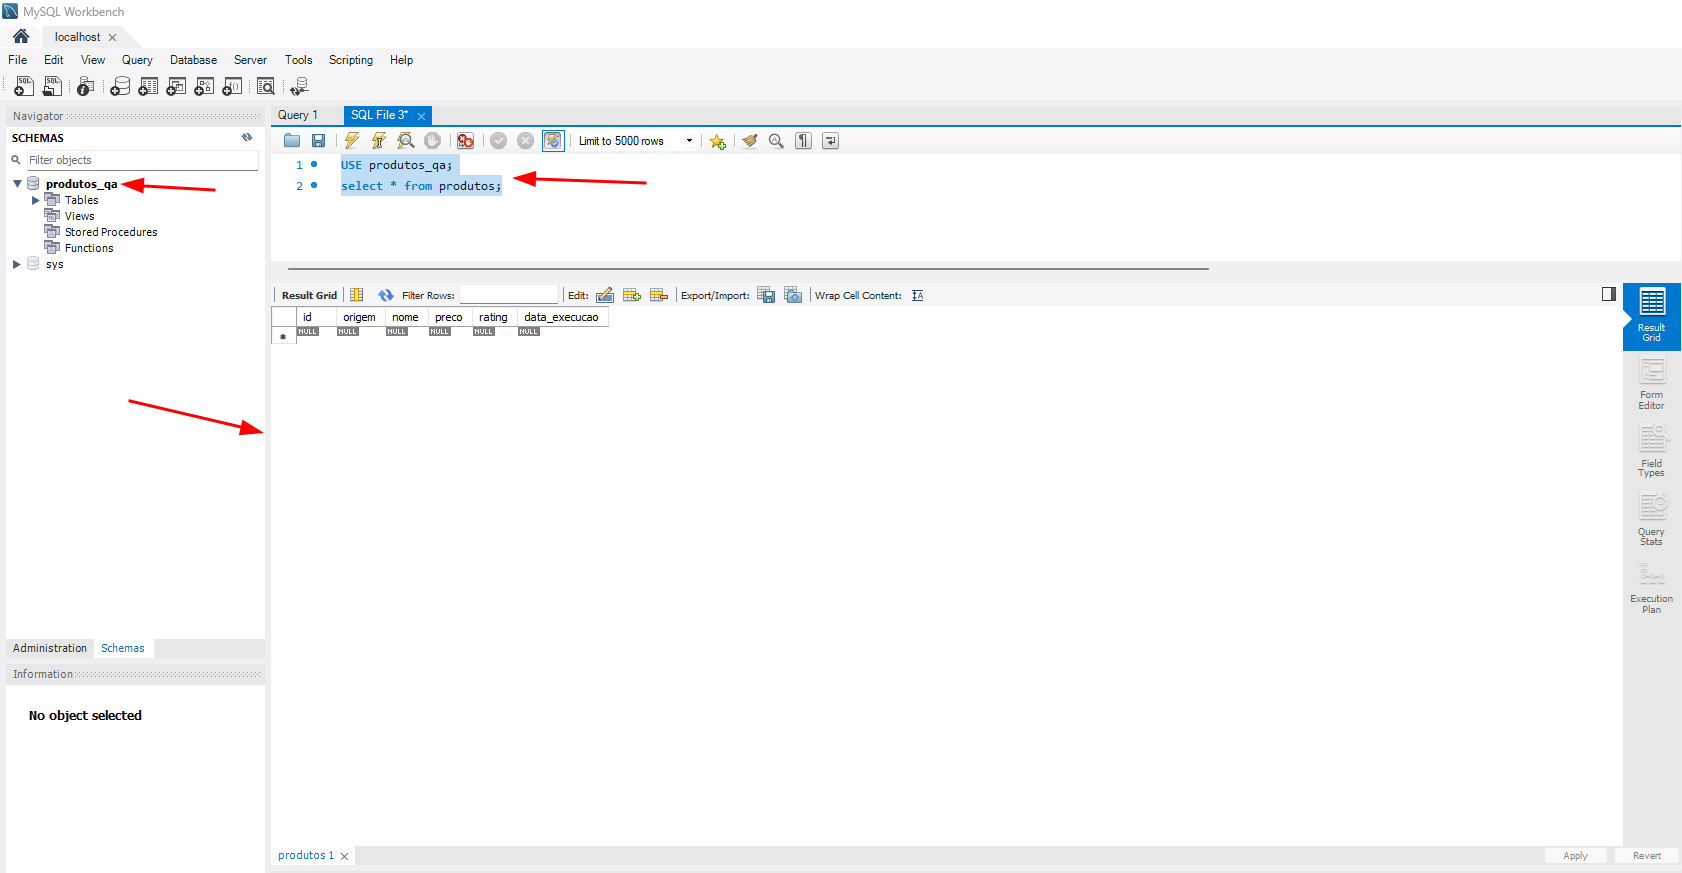 MySQL Workbench
localhost
File Edit View Query Database Server Tools Scripting Help
Navigator
SCHEMAS
Filter objects
produtos_qa
Tables
Views
Stored Procedures
Functions
sys
Administration Schemas
Information
No object selected
Query 1 SQL File 3*
Limit to 5000 rows
1 USE produtos_qa;
2 select * from produtos;
Result Grid Filter Rows: Edit: Export/Import: Wrap Cell Content:
id origem nome preco rating data_execucao
NULL NULL NULL NULL NULL NULL
Result
Grid
Form
Editor
Field
Types
Query
Stats
Execution
Plan
produtos 1
Apply Revert